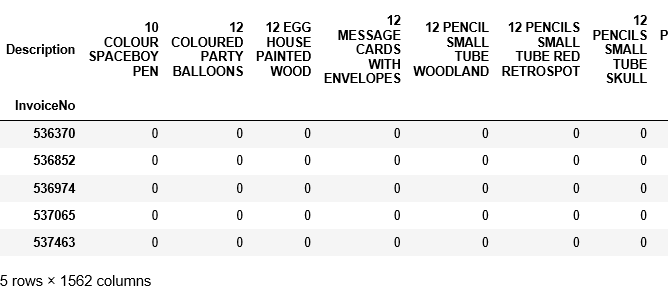 Description
10
COLOUR
SPACEBOY
PEN
12
COLOURED
PARTY
BALLOONS
12 EGG
HOUSE
PAINTED
WOOD
12
MESSAGE
CARDS
WITH
ENVELOPES
12 PENCIL
SMALL
TUBE
WOODLAND
12 PENCILS
SMALL
TUBE RED
RETROSPOT
12
PENCILS
SMALL
TUBE
SKULL
P
InvoiceNo
536370 0 0 0 0 0 0 0
536852 0 0 0 0 0 0 0
536974 0 0 0 0 0 0 0
537065 0 0 0 0 0 0 0
537463 0 0 0 0 0 0 0
5 rows × 1562 columns